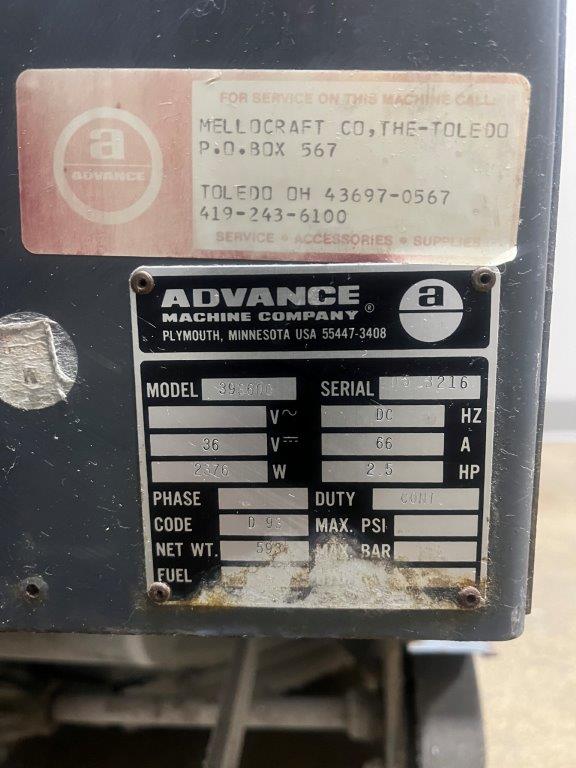 FOR SERVICE ON THIS MACHINE CALL:
a
ADVANCE
MELLOCRAFT CO,THE-TOLEDO
P.O.BOX 567
TOLEDO OH 43697-0567
419-243-6100
SERVICE • ACCESSORIES • SUPPLIES
ADVANCE
MACHINE COMPANY ®
PLYMOUTH, MINNESOTA USA 55447-3408
a
MODEL SERIAL
V~ DC HZ
36 V⎓ 66 A
2376 W 2.5 HP
PHASE DUTY CONT.
CODE MAX. PSI
NET WT. MAX. BAR
FUEL